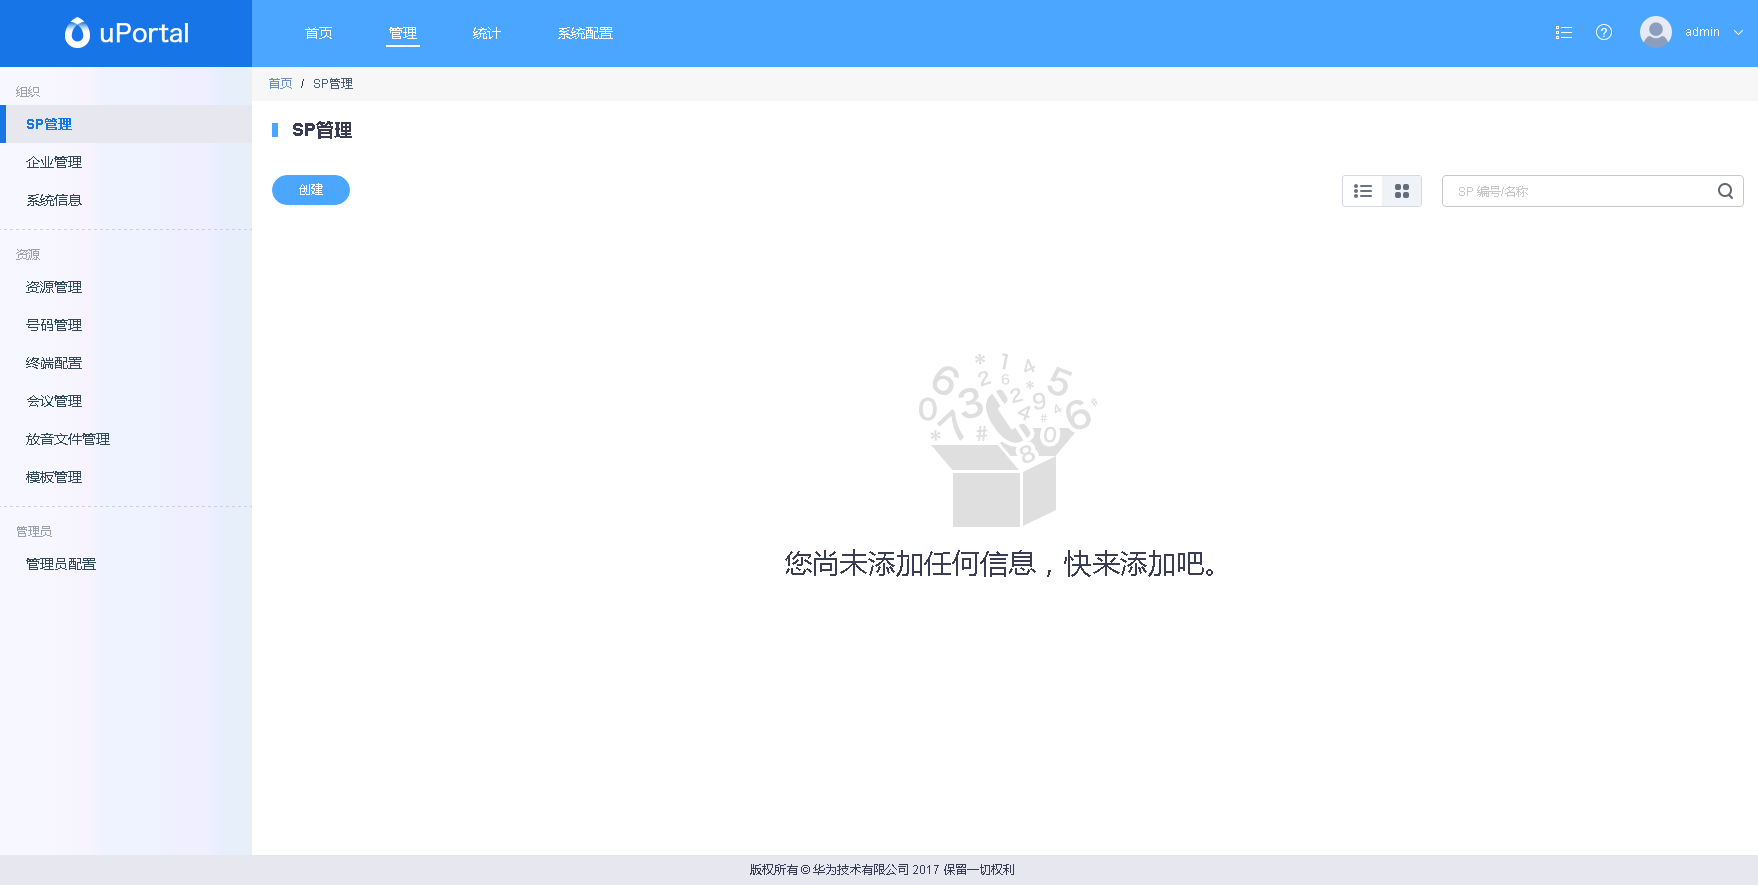 uPortal
首页
管理
统计
系统配置
admin
组织
SP管理
企业管理
系统信息
资源
资源管理
号码管理
终端配置
会议管理
放音文件管理
模板管理
管理员
管理员配置
首页 / SP管理
SP管理
创建
SP 编号/名称
您尚未添加任何信息，快来添加吧。
版权所有 © 华为技术有限公司 2017 保留一切权利